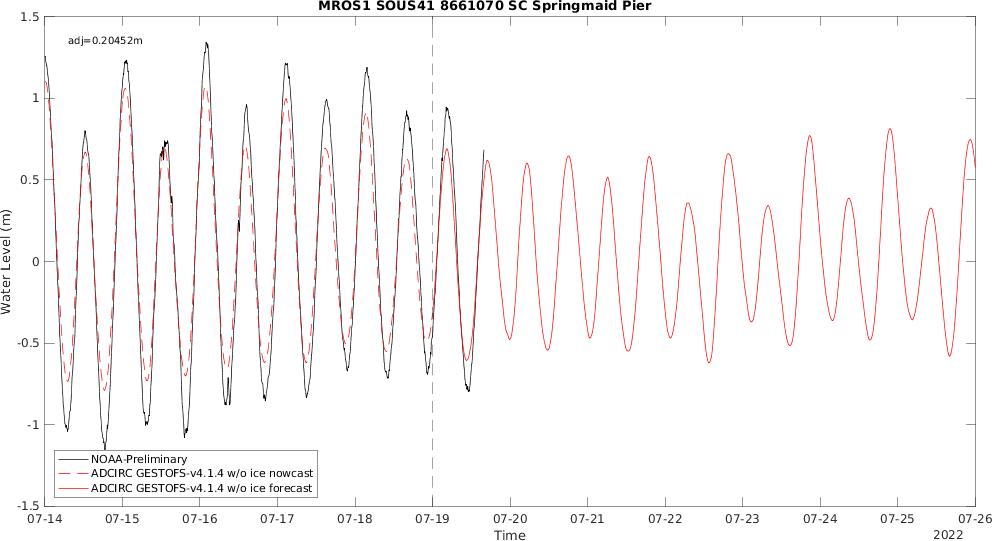 MROS1 SOUS41 8661070 SC Springmaid Pier
adj=0.20452m
1.5
1
0.5
0
-0.5
-1
-1.5
Water Level (m)
NOAA-Preliminary
ADCIRC GESTOFS-v4.1.4 w/o ice nowcast
ADCIRC GESTOFS-v4.1.4 w/o ice forecast
07-14 07-15 07-16 07-17 07-18 07-19 07-20 07-21 07-22 07-23 07-24 07-25 07-26
Time
2022